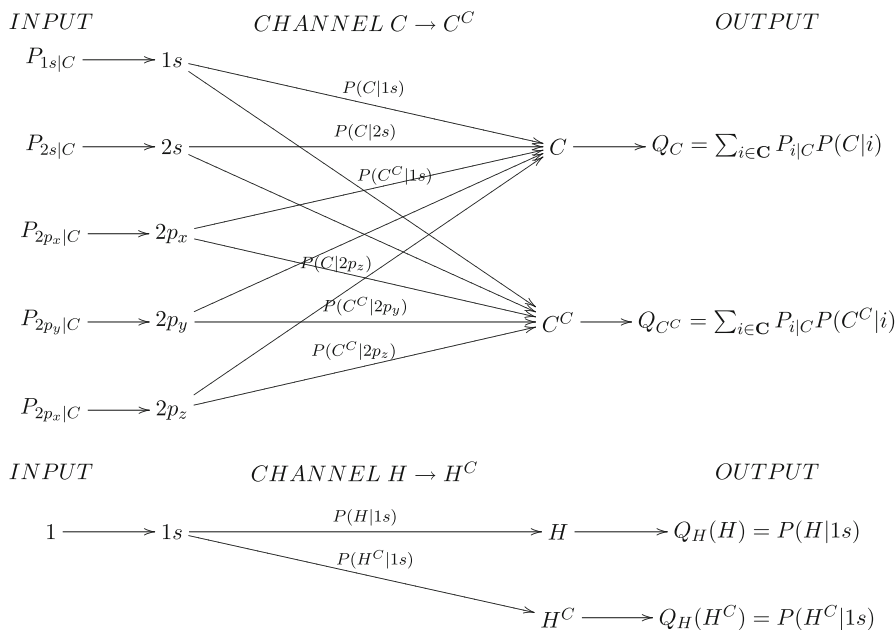 INPUT CHANNEL C → C^C OUTPUT
P_{1s|C} 1s
P(C|1s)
P(C|2s)
P_{2s|C} 2s C Q_C = ∑_{i∈C} P_{i|C}P(C|i)
P(C^C|1s)
P_{2p_x|C} 2p_x
P(C|2p_z)
P(C^C|2p_y)
P_{2p_y|C} 2p_y C^C Q_{C^C} = ∑_{i∈C} P_{i|C}P(C^C|i)
P(C^C|2p_z)
P_{2p_x|C} 2p_z
INPUT CHANNEL H → H^C OUTPUT
P(H|1s)
1 1s H Q_H(H) = P(H|1s)
P(H^C|1s)
H^C Q_H(H^C) = P(H^C|1s)